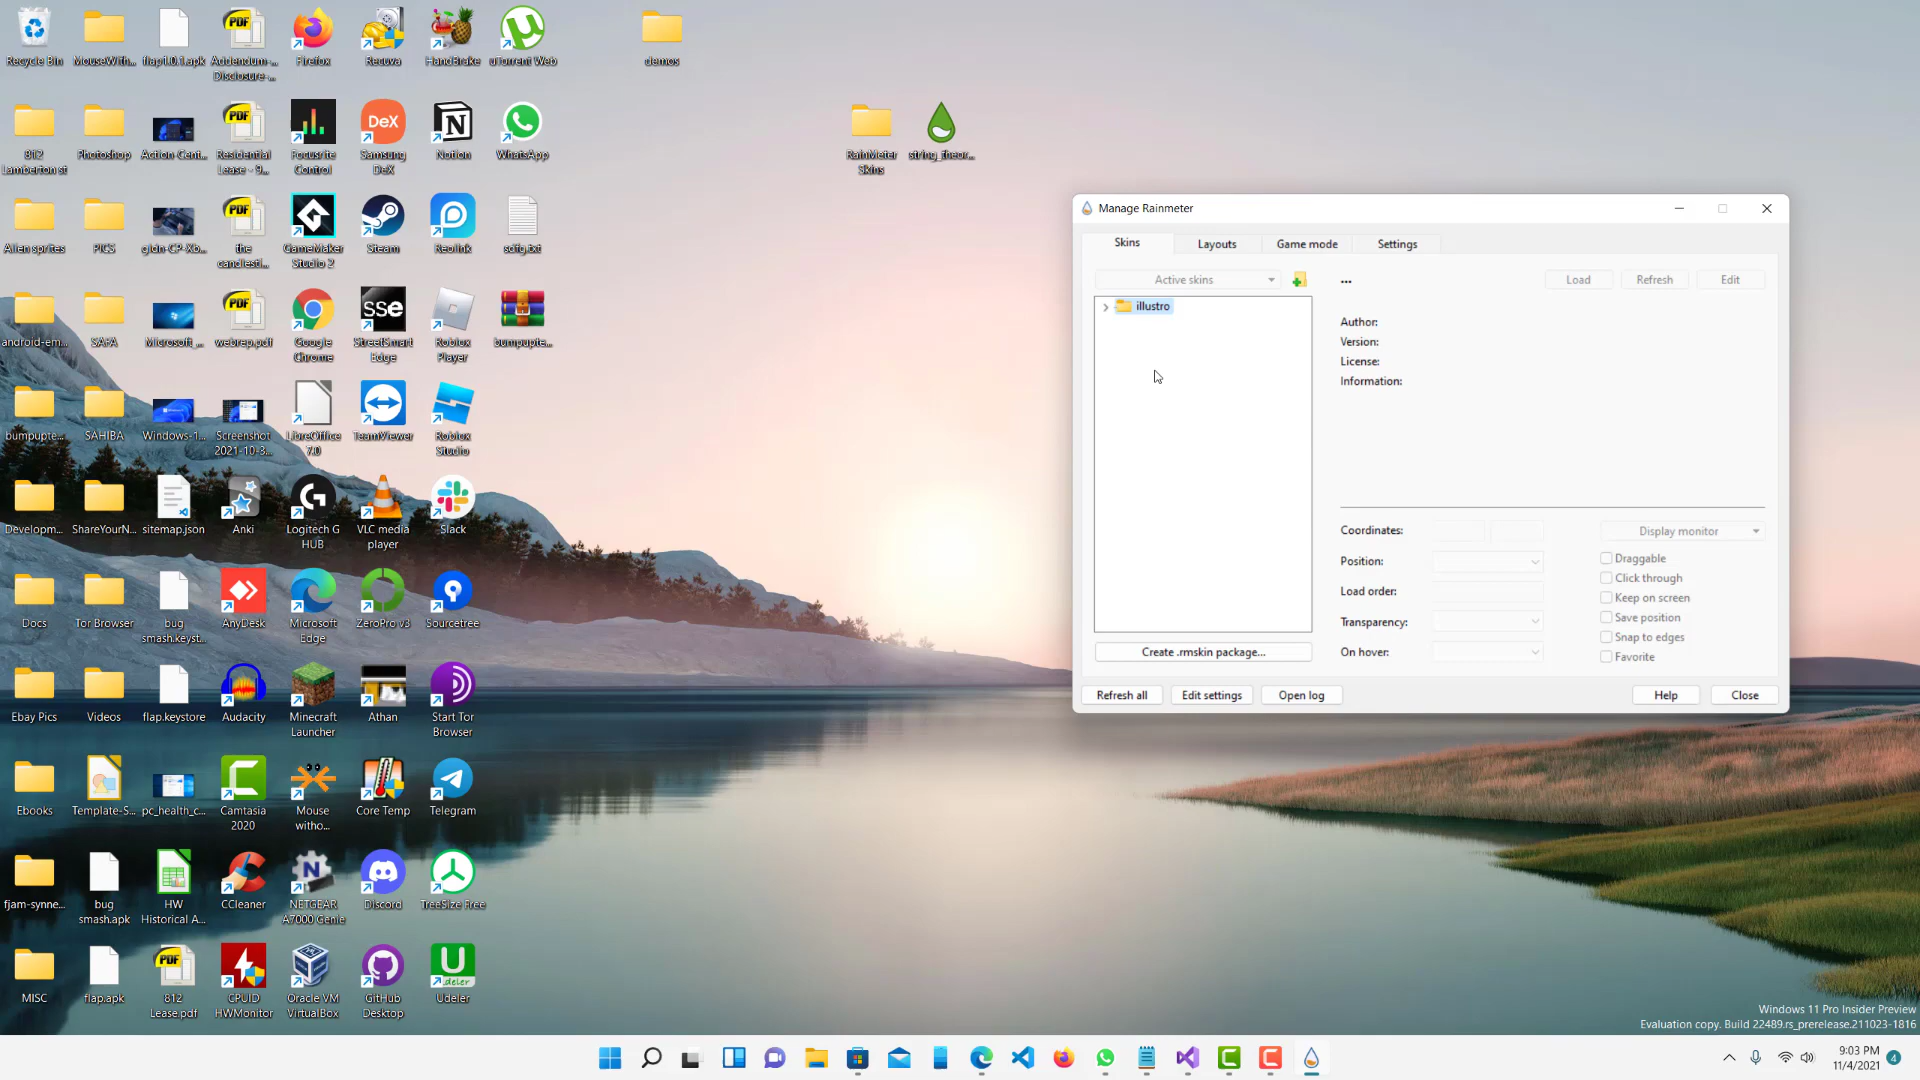 Recycle Bin
MouseWith...
flap1.0.1.apk
Addendum-...
Disclosure-...
Firefox
Recuva
HandBrake
uTorrent Web
demos
812
Lamberton st
Photoshop
Action-Cent...
Residential
Lease - 9...
Focusrite
Control
Samsung
DeX
Notion
WhatsApp
RainMeter
Skins
string_theor...
Alien sprites
PICS
gldn-CP-Xb...
the
candlesti...
GameMaker
Studio 2
Steam
Reolink
scifg.txt
android-em...
SAFA
Microsoft_...
webrep.pdf
Google
Chrome
StreetSmart
Edge
Roblox
Player
bumpupte...
bumpupte...
SAHIBA
Windows-1...
Screenshot
2021-10-3...
LibreOffice
7.0
TeamViewer
Roblox
Studio
Developm...
ShareYourN...
sitemap.json
Anki
Logitech G
HUB
VLC media
player
Slack
Docs
Tor Browser
bug
smash.keyst...
AnyDesk
Microsoft
Edge
ZeroPro v3
Sourcetree
Ebay Pics
Videos
flap.keystore
Audacity
Minecraft
Launcher
Athan
Start Tor
Browser
Ebooks
Template-S...
pc_health_c...
Camtasia
2020
Mouse
witho...
Core Temp
Telegram
fjam-synne...
bug
smash.apk
HW
Historical A...
CCleaner
NETGEAR
A7000 Genie
Discord
TreeSize Free
MISC
flap.apk
812
Lease.pdf
CPUID
HWMonitor
Oracle VM
VirtualBox
GitHub
Desktop
Udeler
Manage Rainmeter
Skins
Layouts
Game mode
Settings
Active skins
...
Load
Refresh
Edit
illustro
Author:
Version:
License:
Information:
Coordinates:
Display monitor
Position:
Draggable
Click through
Load order:
Keep on screen
Transparency:
Save position
Snap to edges
On hover:
Favorite
Create .rmskin package...
Refresh all
Edit settings
Open log
Help
Close
Windows 11 Pro Insider Preview
Evaluation copy. Build 22489.rs_prerelease.211023-1816
9:03 PM
11/4/2021
4